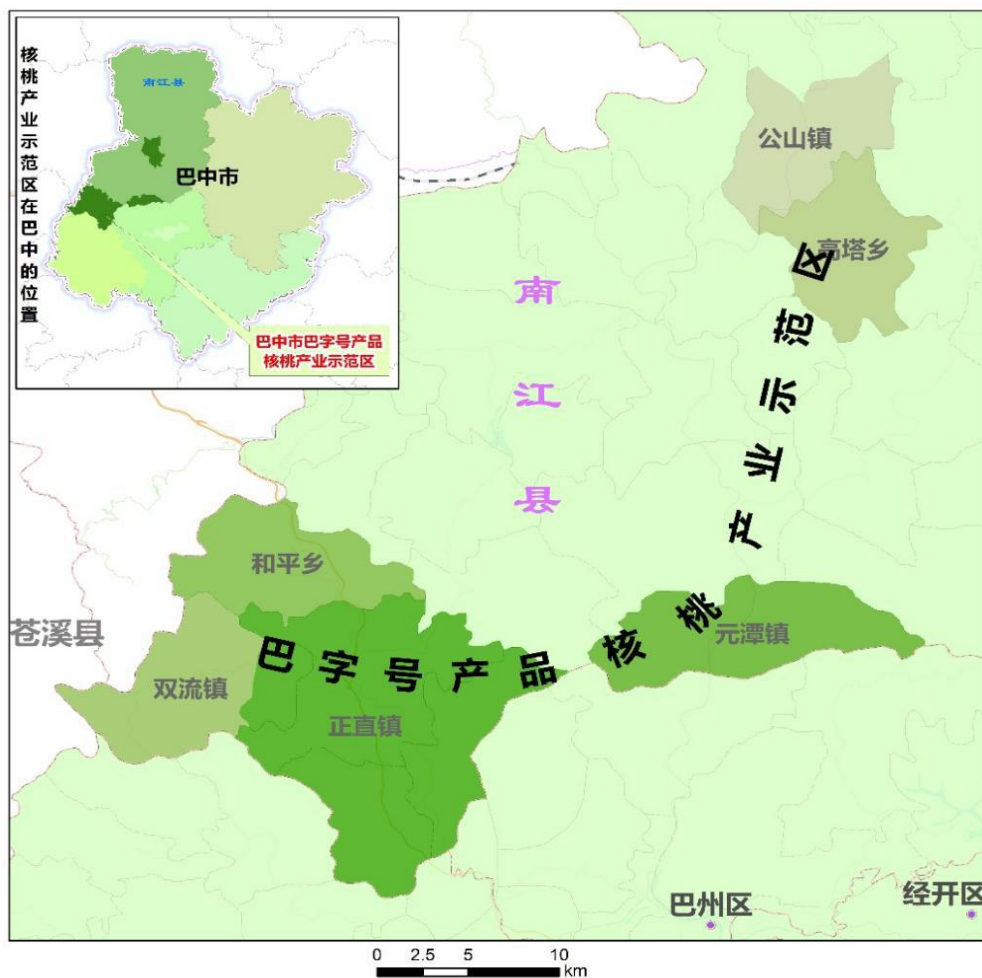 核桃产业示范区在巴中的位置
南江县
巴中市
巴中市巴字号产品
核桃产业示范区
公山镇
高塔乡
南江县
和平乡
苍溪县
双流镇
正直镇
元潭镇
巴字号产品核桃产业示范区
巴州区
经开区
0 2.5 5 10
km